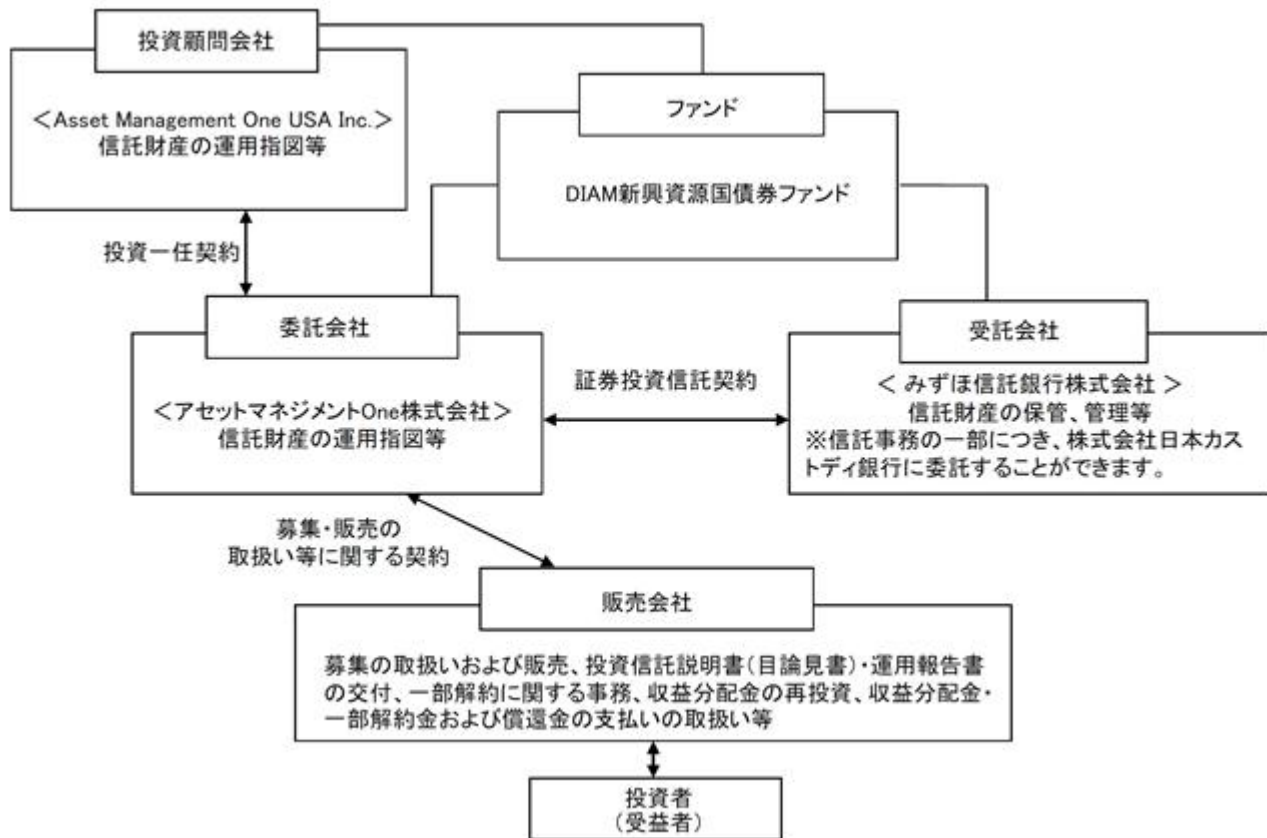 投資顧問会社
＜Asset Management One USA Inc.＞
信託財産の運用指図等
ファンド
DIAM新興資源国債券ファンド
投資一任契約
委託会社
＜アセットマネジメントOne株式会社＞
信託財産の運用指図等
証券投資信託契約
受託会社
＜ みずほ信託銀行株式会社 ＞
信託財産の保管、管理等
※信託事務の一部につき、株式会社日本カス
トディ銀行に委託することができます。
募集・販売の
取扱い等に関する契約
販売会社
募集の取扱いおよび販売、投資信託説明書（目論見書）・運用報告書
の交付、一部解約に関する事務、収益分配金の再投資、収益分配金・
一部解約金および償還金の支払いの取扱い等
投資者
（受益者）